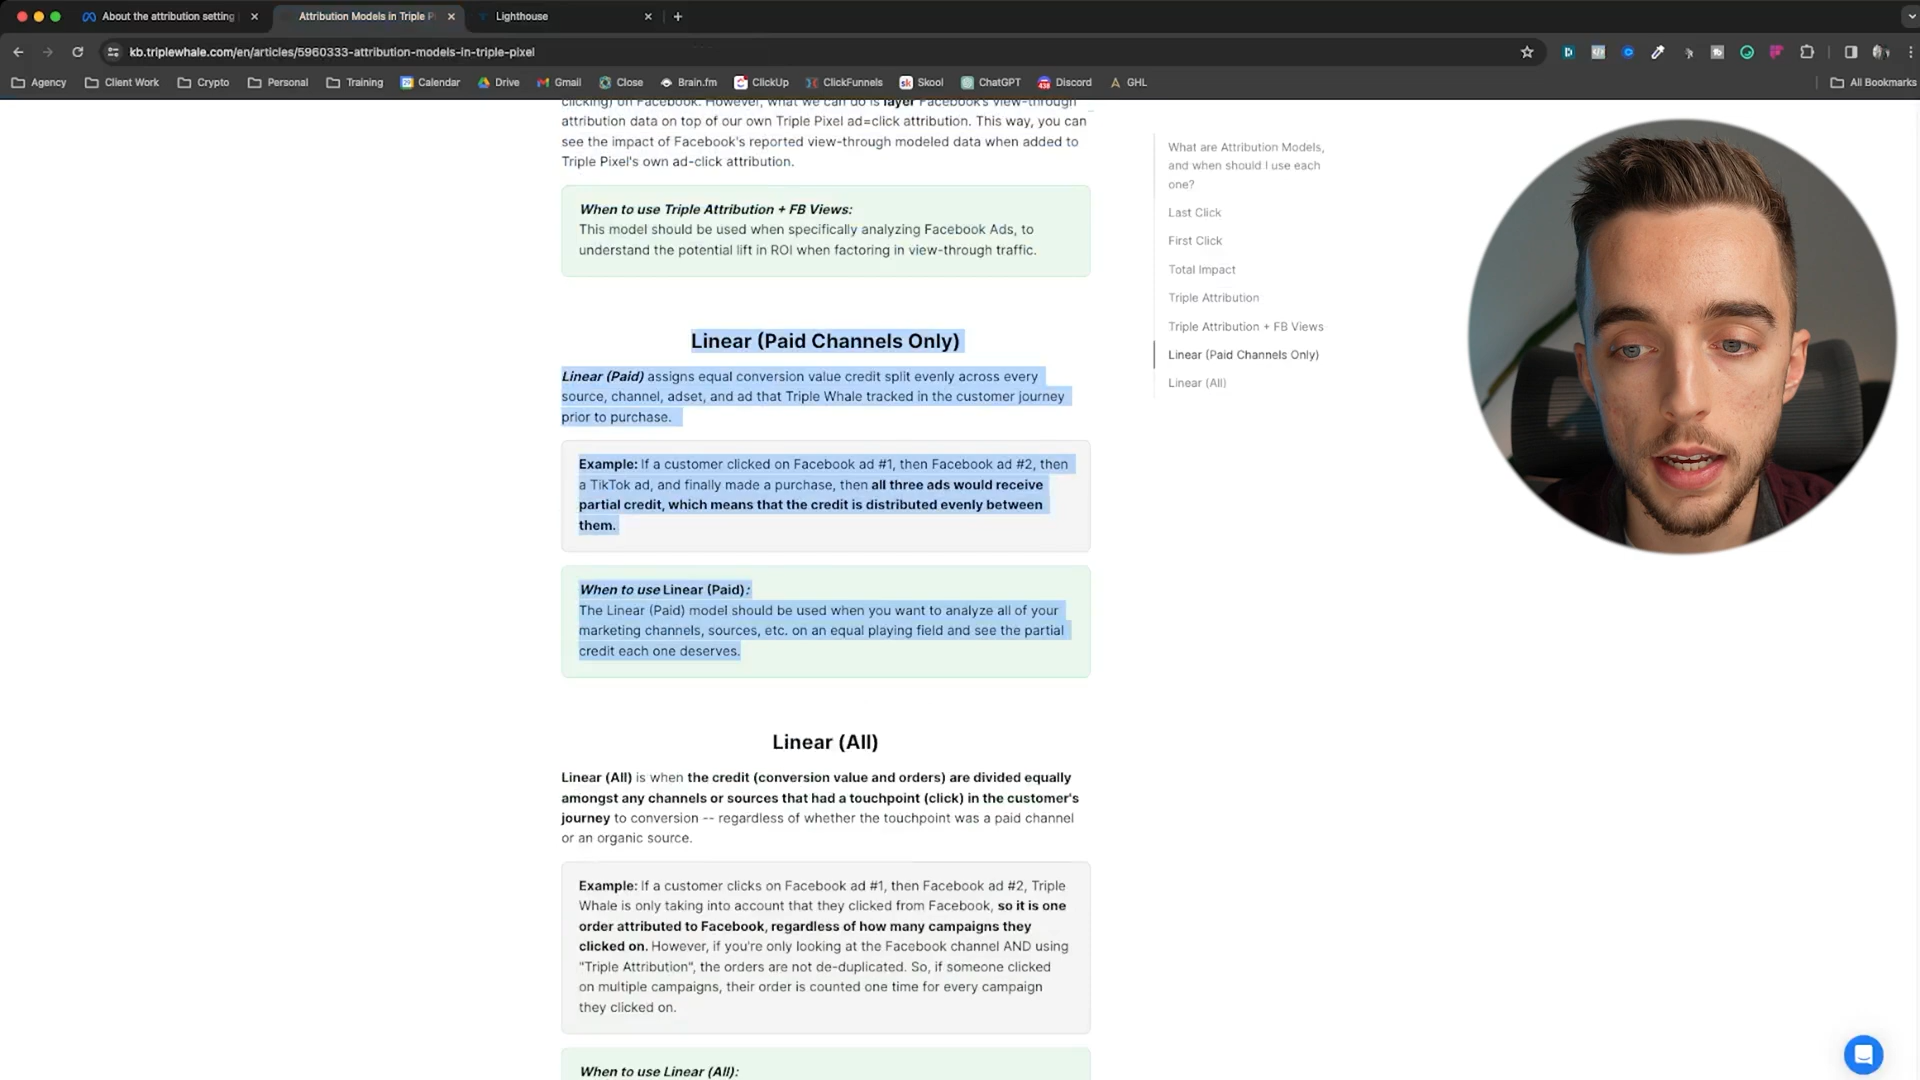 About the attribution setting
Attribution Models in Triple P
Lighthouse
kb.triplewhale.com/en/articles/5960333-attribution-models-in-triple-pixel
Agency
Client Work
Crypto
Personal
Training
Calendar
Drive
Gmail
Close
Brain.fm
ClickUp
ClickFunnels
Skool
ChatGPT
Discord
GHL
All Bookmarks
clicking) on Facebook. However, what we can do is layer Facebook's view-through
attribution data on top of our own Triple Pixel ad=click attribution. This way, you can
see the impact of Facebook's reported view-through modeled data when added to
Triple Pixel's own ad-click attribution.
When to use Triple Attribution + FB Views:
This model should be used when specifically analyzing Facebook Ads, to
understand the potential lift in ROI when factoring in view-through traffic.
Linear (Paid Channels Only)
Linear (Paid) assigns equal conversion value credit split evenly across every
source, channel, adset, and ad that Triple Whale tracked in the customer journey
prior to purchase.
Example: If a customer clicked on Facebook ad #1, then Facebook ad #2, then
a TikTok ad, and finally made a purchase, then all three ads would receive
partial credit, which means that the credit is distributed evenly between
them.
When to use Linear (Paid):
The Linear (Paid) model should be used when you want to analyze all of your
marketing channels, sources, etc. on an equal playing field and see the partial
credit each one deserves.
Linear (All)
Linear (All) is when the credit (conversion value and orders) are divided equally
amongst any channels or sources that had a touchpoint (click) in the customer's
journey to conversion -- regardless of whether the touchpoint was a paid channel
or an organic source.
Example: If a customer clicks on Facebook ad #1, then Facebook ad #2, Triple
Whale is only taking into account that they clicked from Facebook, so it is one
order attributed to Facebook, regardless of how many campaigns they
clicked on. However, if you're only looking at the Facebook channel AND using
"Triple Attribution", the orders are not de-duplicated. So, if someone clicked
on multiple campaigns, their order is counted one time for every campaign
they clicked on.
When to use Linear (All):
What are Attribution Models,
and when should I use each
one?
Last Click
First Click
Total Impact
Triple Attribution
Triple Attribution + FB Views
Linear (Paid Channels Only)
Linear (All)